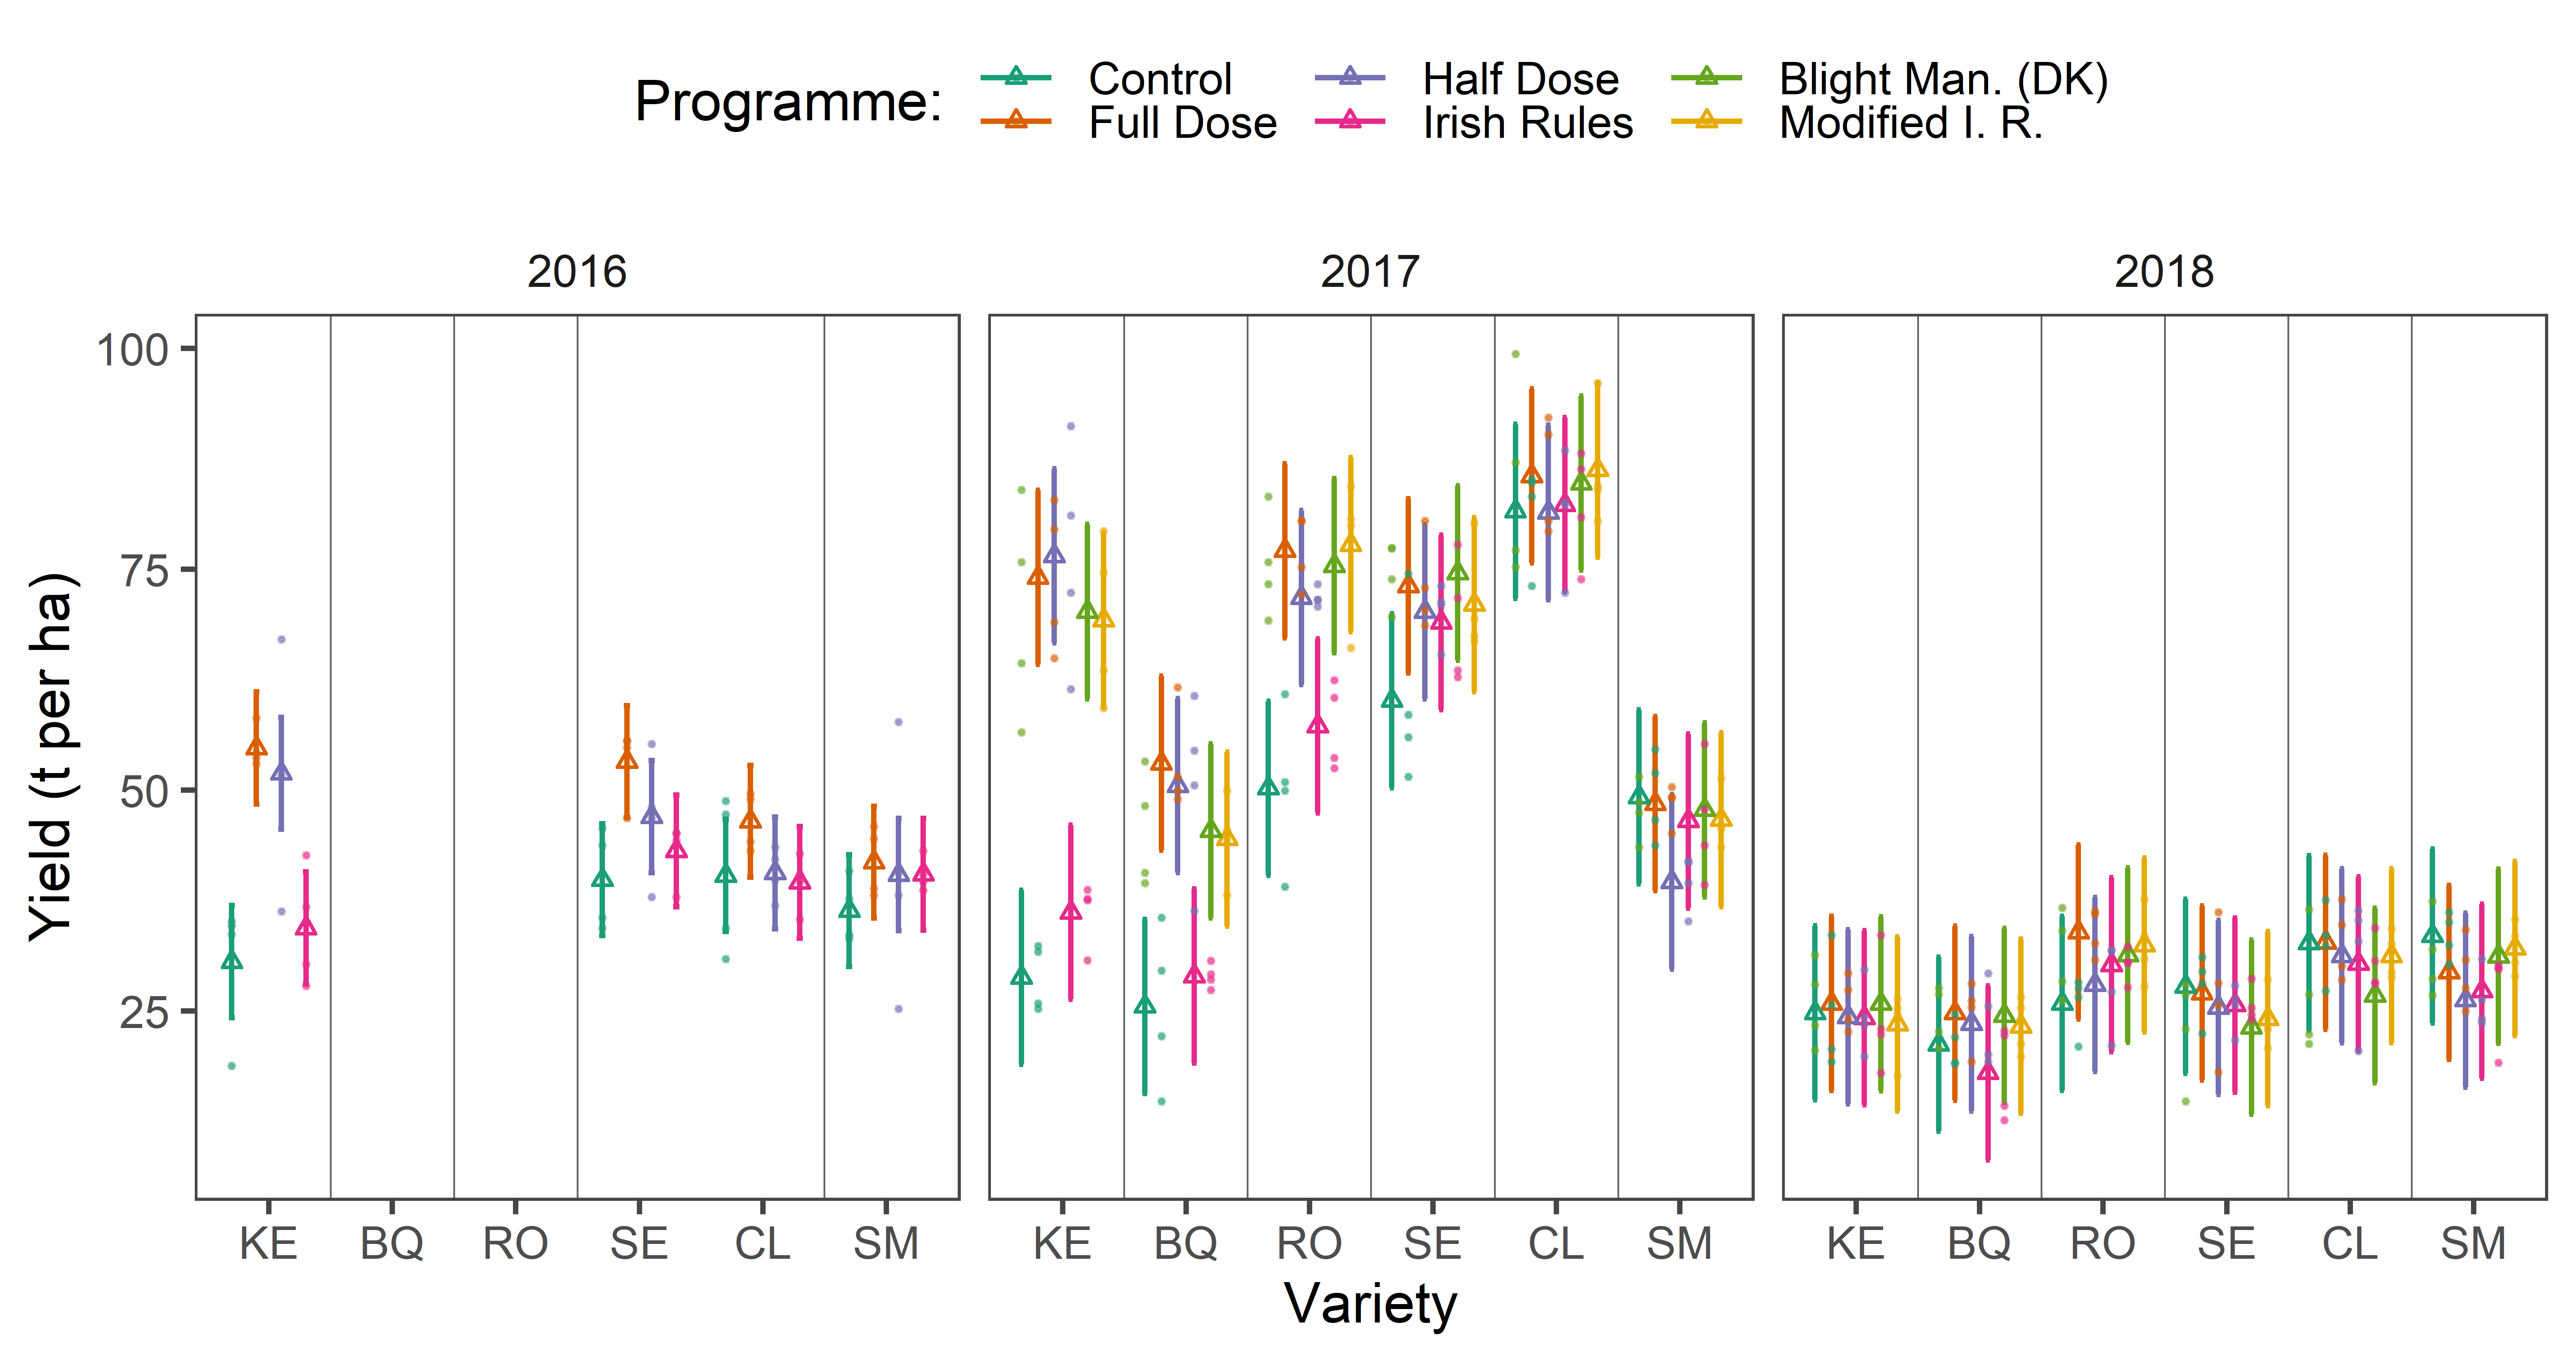 Programme:
Control Half Dose Blight Man. (DK)
Full Dose Irish Rules Modified I. R.
2016 2017 2018
100
75
50
25
Yield (t per ha)
KE BQ RO SE CL SM KE BQ RO SE CL SM KE BQ RO SE CL SM
Variety